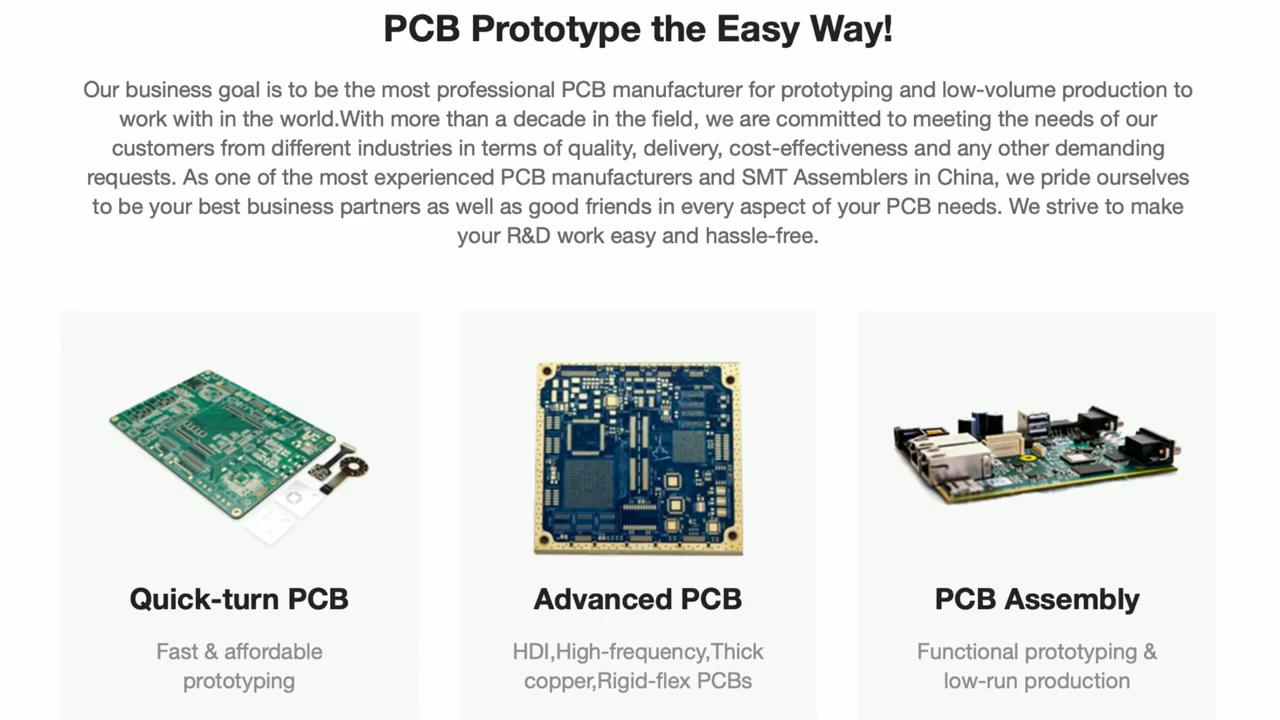 PCB Prototype the Easy Way!
Our business goal is to be the most professional PCB manufacturer for prototyping and low-volume production to
work with in the world.With more than a decade in the field, we are committed to meeting the needs of our
customers from different industries in terms of quality, delivery, cost-effectiveness and any other demanding
requests. As one of the most experienced PCB manufacturers and SMT Assemblers in China, we pride ourselves
to be your best business partners as well as good friends in every aspect of your PCB needs. We strive to make
your R&D work easy and hassle-free.
Quick-turn PCB
Fast & affordable
prototyping
Advanced PCB
HDI,High-frequency,Thick
copper,Rigid-flex PCBs
PCB Assembly
Functional prototyping &
low-run production